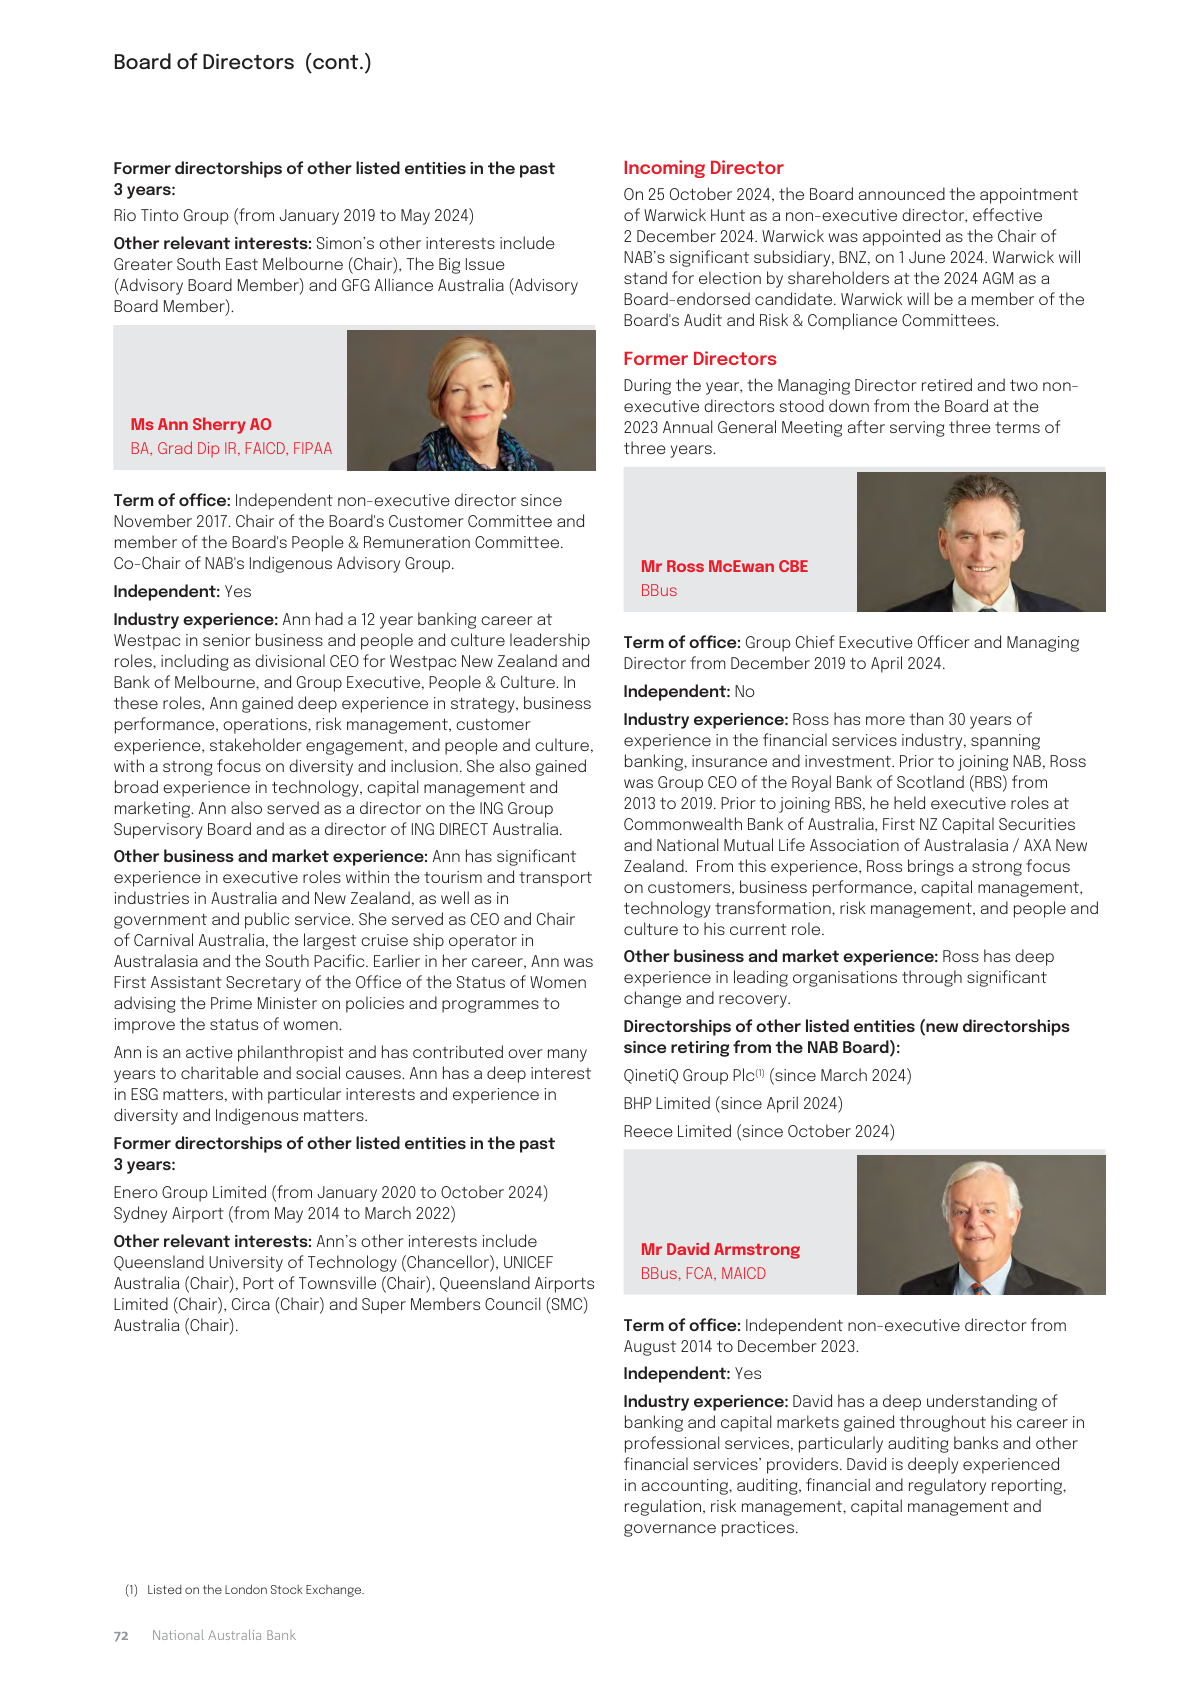 Board of Directors (cont.)
Former directorships of other listed entities in the past
3 years:
Rio Tinto Group (from January 2019 to May 2024)
Other relevant interests: Simon's other interests include
Greater South East Melbourne (Chair), The Big Issue
(Advisory Board Member) and GFG Alliance Australia (Advisory
Board Member).
Ms Ann Sherry AO
BA, Grad Dip IR, FAICD, FIPAA
Term of office: Independent non-executive director since
November 2017. Chair of the Board's Customer Committee and
member of the Board's People & Remuneration Committee.
Co-Chair of NAB's Indigenous Advisory Group.
Independent: Yes
Industry experience: Ann had a 12 year banking career at
Westpac in senior business and people and culture leadership
roles, including as divisional CEO for Westpac New Zealand and
Bank of Melbourne, and Group Executive, People & Culture. In
these roles, Ann gained deep experience in strategy, business
performance, operations, risk management, customer
experience, stakeholder engagement, and people and culture,
with a strong focus on diversity and inclusion. She also gained
broad experience in technology, capital management and
marketing. Ann also served as a director on the ING Group
Supervisory Board and as a director of ING DIRECT Australia.
Other business and market experience: Ann has significant
experience in executive roles within the tourism and transport
industries in Australia and New Zealand, as well as in
government and public service. She served as CEO and Chair
of Carnival Australia, the largest cruise ship operator in
Australasia and the South Pacific. Earlier in her career, Ann was
First Assistant Secretary of the Office of the Status of Women
advising the Prime Minister on policies and programmes to
improve the status of women.
Ann is an active philanthropist and has contributed over many
years to charitable and social causes. Ann has a deep interest
in ESG matters, with particular interests and experience in
diversity and Indigenous matters.
Former directorships of other listed entities in the past
3 years:
Enero Group Limited (from January 2020 to October 2024)
Sydney Airport (from May 2014 to March 2022)
Other relevant interests: Ann's other interests include
Queensland University of Technology (Chancellor), UNICEF
Australia (Chair), Port of Townsville (Chair), Queensland Airports
Limited (Chair), Circa (Chair) and Super Members Council (SMC)
Australia (Chair).
Incoming Director
On 25 October 2024, the Board announced the appointment
of Warwick Hunt as a non-executive director, effective
2 December 2024. Warwick was appointed as the Chair of
NAB's significant subsidiary, BNZ, on 1 June 2024. Warwick will
stand for election by shareholders at the 2024 AGM as a
Board-endorsed candidate. Warwick will be a member of the
Board's Audit and Risk & Compliance Committees.
Former Directors
During the year, the Managing Director retired and two non-
executive directors stood down from the Board at the
2023 Annual General Meeting after serving three terms of
three years.
Mr Ross McEwan CBE
BBus
Term of office: Group Chief Executive Officer and Managing
Director from December 2019 to April 2024.
Independent: No
Industry experience: Ross has more than 30 years of
experience in the financial services industry, spanning
banking, insurance and investment. Prior to joining NAB, Ross
was Group CEO of the Royal Bank of Scotland (RBS) from
2013 to 2019. Prior to joining RBS, he held executive roles at
Commonwealth Bank of Australia, First NZ Capital Securities
and National Mutual Life Association of Australasia / AXA New
Zealand. From this experience, Ross brings a strong focus
on customers, business performance, capital management,
technology transformation, risk management, and people and
culture to his current role.
Other business and market experience: Ross has deep
experience in leading organisations through significant
change and recovery.
Directorships of other listed entities (new directorships
since retiring from the NAB Board):
QinetiQ Group Plc(1) (since March 2024)
BHP Limited (since April 2024)
Reece Limited (since October 2024)
Mr David Armstrong
BBus, FCA, MAICD
Term of office: Independent non-executive director from
August 2014 to December 2023.
Independent: Yes
Industry experience: David has a deep understanding of
banking and capital markets gained throughout his career in
professional services, particularly auditing banks and other
financial services' providers. David is deeply experienced
in accounting, auditing, financial and regulatory reporting,
regulation, risk management, capital management and
governance practices.
(1) Listed on the London Stock Exchange.
72 National Australia Bank